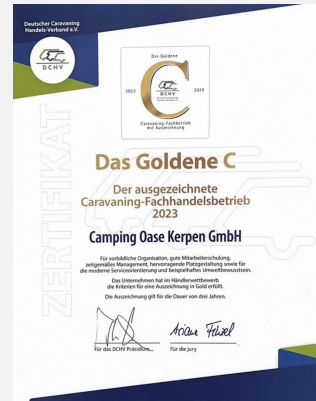 Deutscher Caravaning
Handels-Verband e.V.
DCHV
Das Goldene
C
2023
2026
DCHV
Caravaning-Fachbetrieb
mit Auszeichnung
ZERTIFIKAT
Das Goldene C
Der ausgezeichnete
Caravaning-Fachhandelsbetrieb
2023
Camping Oase Kerpen GmbH
Für vorbildliche Organisation, gute Mitarbeiterschulung,
zeitgemäßes Management, hervorragende Platzgestaltung sowie für
die moderne Serviceorientierung und beispielhaftes Umweltbewusstsein.
Das Unternehmen hat im Händlerwettbewerb
die Kriterien für eine Auszeichnung in Gold erfüllt.
Die Auszeichnung gilt für die Dauer von drei Jahren.
Für das DCHV Präsidium
Für die Jury